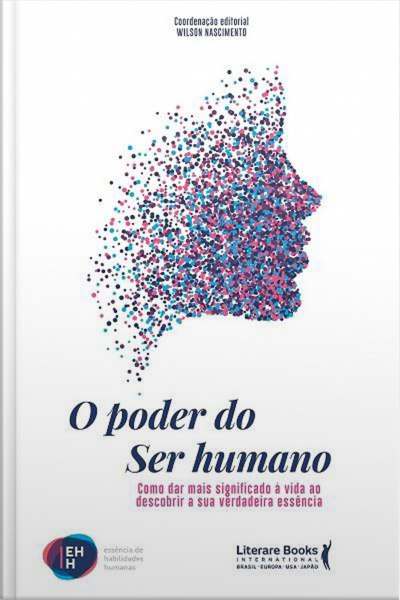 Coordenação editorial
WILSON NASCIMENTO
O poder do
Ser humano
Como dar mais significado à vida ao
descobrir a sua verdadeira essência
EH
H
essência de
habilidades
humanas
Literare Books
INTERNATIONAL
BRASIL · EUROPA · USA · JAPÃO